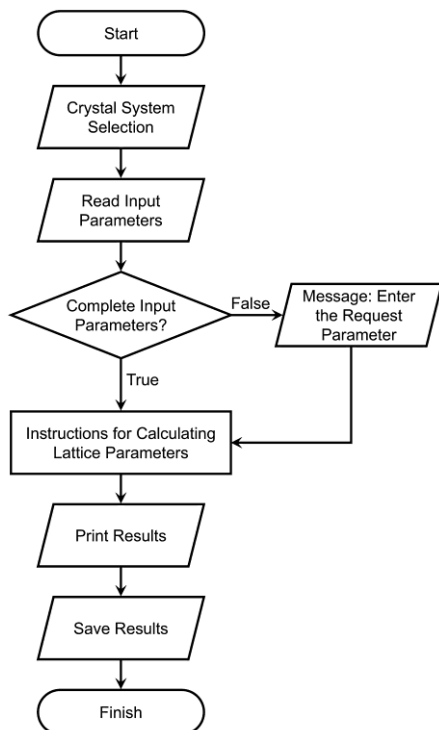 Start
Crystal System
Selection
Read Input
Parameters
Complete Input
Parameters?
False
Message: Enter
the Request
Parameter
True
Instructions for Calculating
Lattice Parameters
Print Results
Save Results
Finish